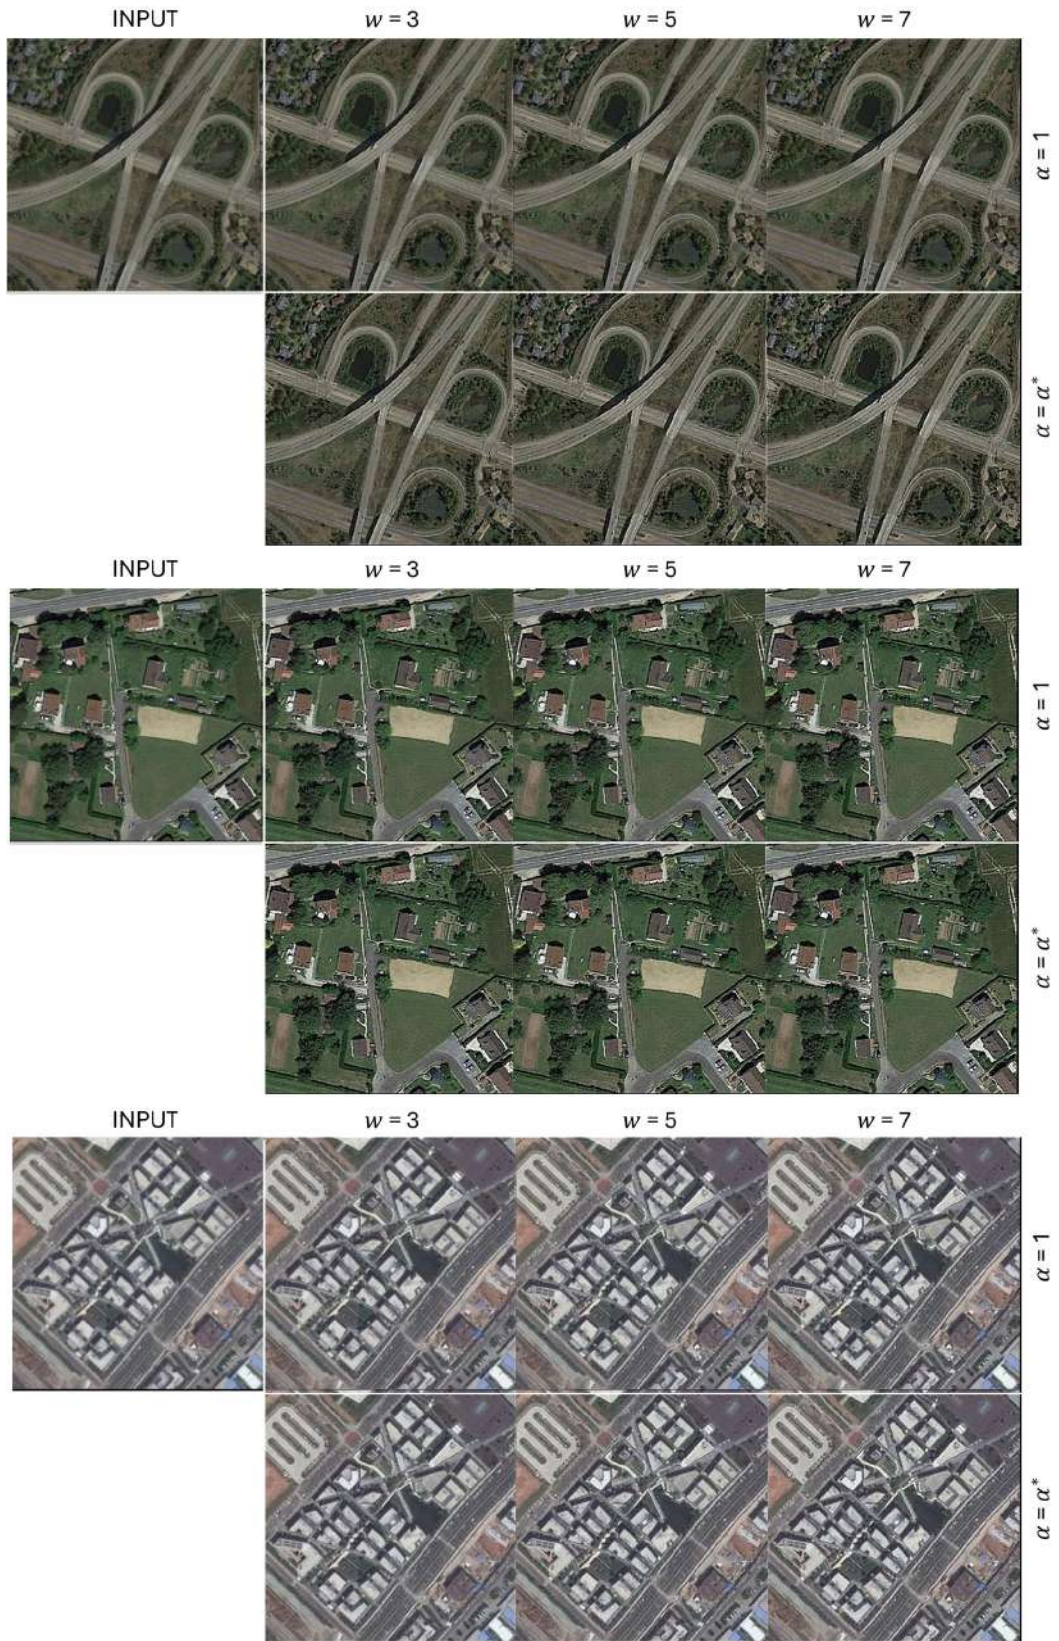 INPUT w = 3 w = 5 w = 7
α = 1
α = α*
INPUT w = 3 w = 5 w = 7
α = 1
α = α*
INPUT w = 3 w = 5 w = 7
α = 1
α = α*